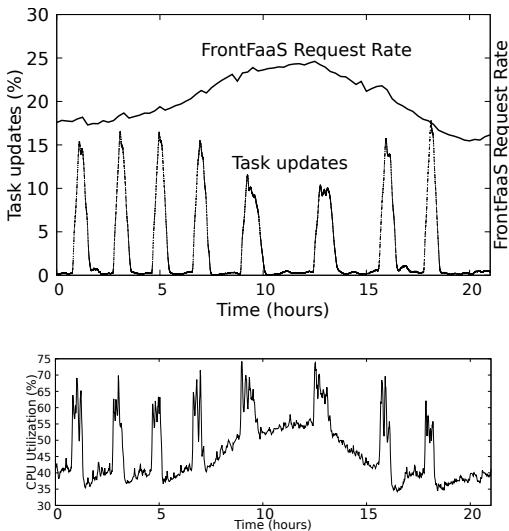 30
25
20
15
10
5
0
Task updates (%)
FrontFaaS Request Rate
Task updates
FrontFaaS Request Rate
0 5 10 15 20
Time (hours)
75
70
65
60
55
50
45
40
35
30
CPU Utilization (%)
0 5 10 15 20
Time (hours)